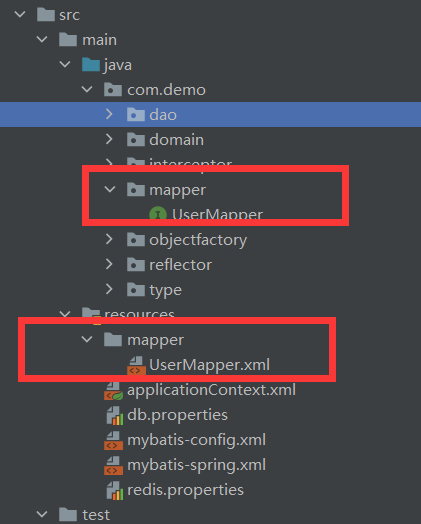 src
main
java
com.demo
dao
domain
interceptor
mapper
UserMapper
objectfactory
reflector
type
resources
mapper
UserMapper.xml
applicationContext.xml
db.properties
mybatis-config.xml
mybatis-spring.xml
redis.properties
test